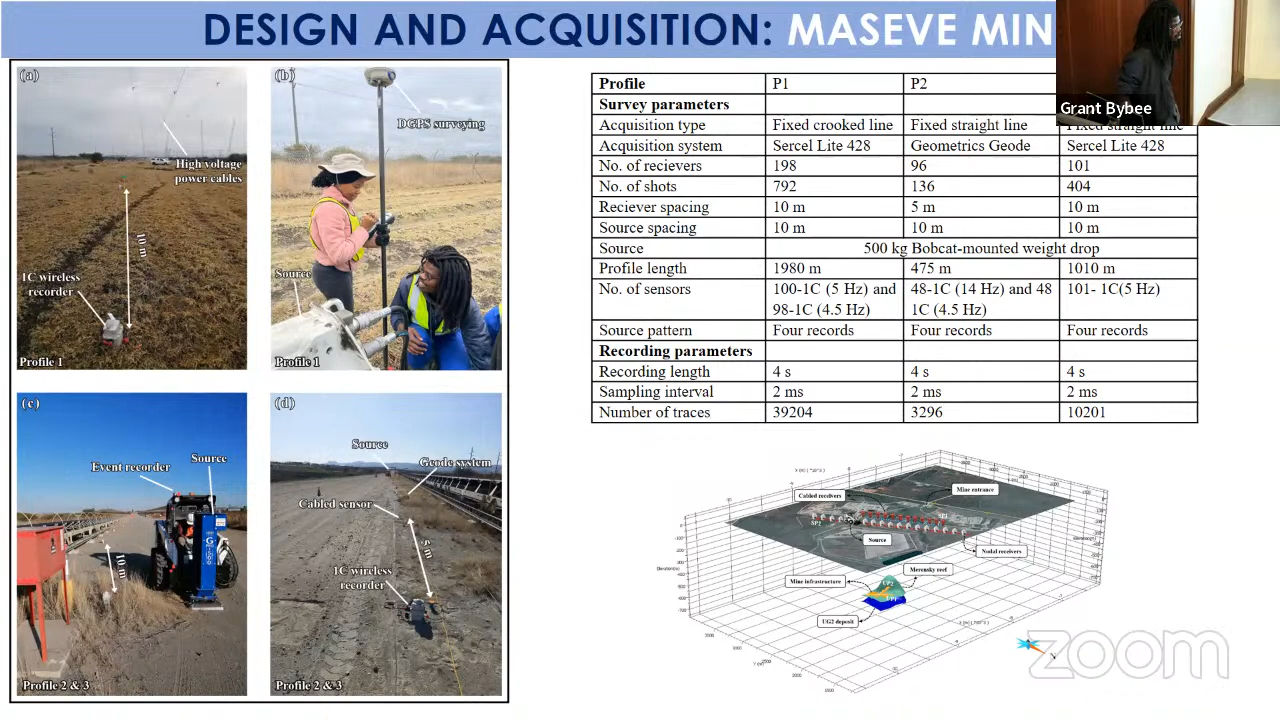 DESIGN AND ACQUISITION: MASEVE MIN
Grant Bybee
(a)
High voltage
power cables
10 m
1C wireless
recorder
Profile 1
(b)
DGPS surveying
Source
Profile 1
(c)
Event recorder
Source
10 m
Profile 2 & 3
(d)
Source
Geode system
Cabled sensor
5 m
1C wireless
recorder
Profile 2 & 3
Profile P1 P2
Survey parameters
Acquisition type Fixed crooked line Fixed straight line Fixed straight line
Acquisition system Sercel Lite 428 Geometrics Geode Sercel Lite 428
No. of recievers 198 96 101
No. of shots 792 136 404
Reciever spacing 10 m 5 m 10 m
Source spacing 10 m 10 m 10 m
Source 500 kg Bobcat-mounted weight drop
Profile length 1980 m 475 m 1010 m
No. of sensors 100-1C (5 Hz) and 48-1C (14 Hz) and 48 101- 1C(5 Hz)
98-1C (4.5 Hz) 1C (4.5 Hz)
Source pattern Four records Four records Four records
Recording parameters
Recording length 4 s 4 s 4 s
Sampling interval 2 ms 2 ms 2 ms
Number of traces 39204 3296 10201
Cabled receivers
Mine entrance
SP2
Source
Nodal receivers
Merensky reef
Mine infrastructure
UP2
UP1
UG2 deposit
zoom